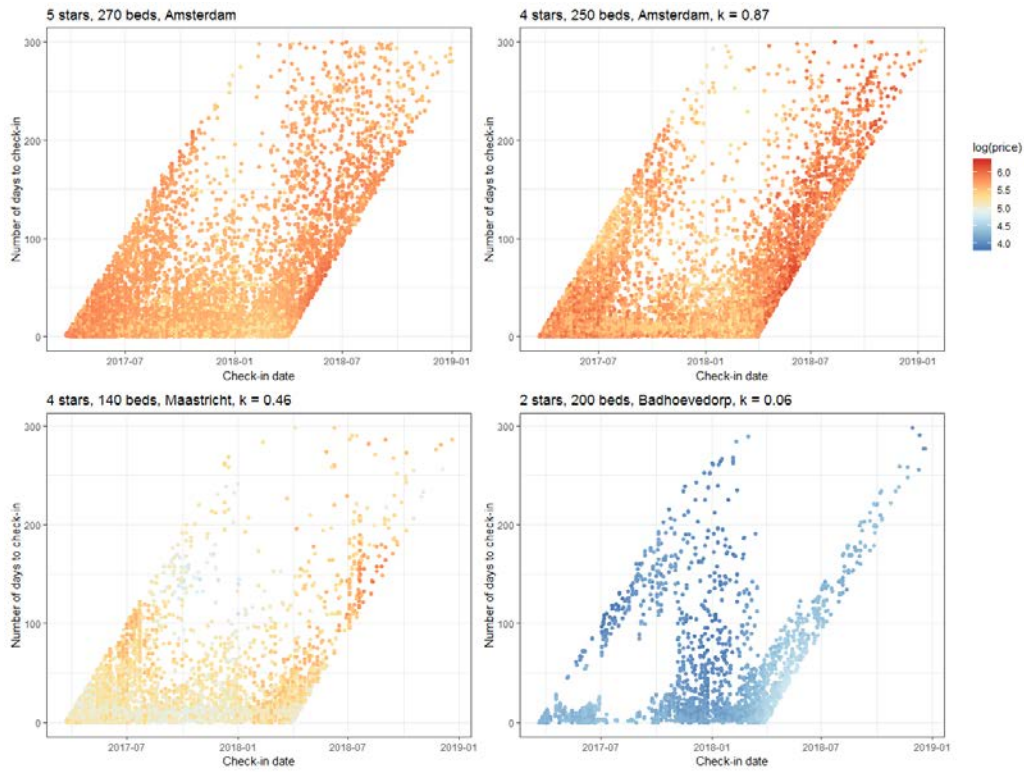 5 stars, 270 beds, Amsterdam
4 stars, 250 beds, Amsterdam, k = 0.87
300
200
100
0
Number of days to check-in
2017-07 2018-01 2018-07 2019-01
Check-in date
300
200
100
0
Number of days to check-in
2017-07 2018-01 2018-07 2019-01
Check-in date
log(price)
6.0
5.5
5.0
4.5
4.0
4 stars, 140 beds, Maastricht, k = 0.46
2 stars, 200 beds, Badhoevedorp, k = 0.06
300
200
100
0
Number of days to check-in
2017-07 2018-01 2018-07 2019-01
Check-in date
300
200
100
0
Number of days to check-in
2017-07 2018-01 2018-07 2019-01
Check-in date